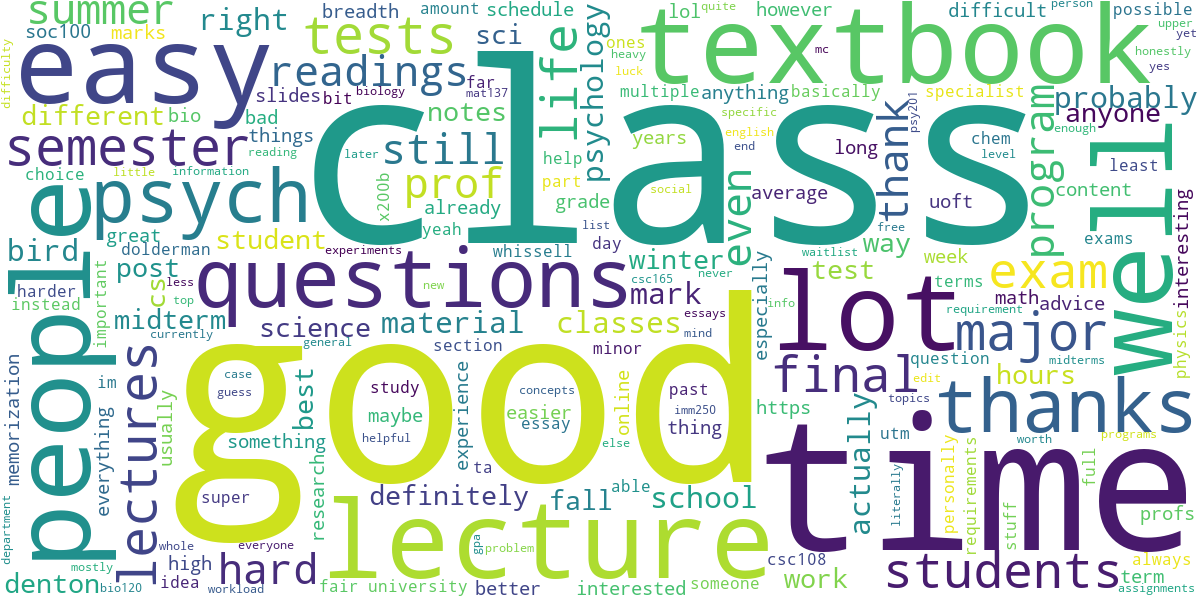 summer
soc100
marks
right
breadth
amount
schedule
lol
quite
however
difficult
person
possible
difficulty
easy
tests
sci
life
psychology
ones
heavy
luck
textbook
mc
upper
yet
honestly
yes
readings
slides
bit
biology
far
mat137
multiple
anything
basically
specialist
probably
different
bio
bad
things
notes
years
specific
english
end
psy201
program
anyone
enough
semester
reading
class
later
still
help
long
chem
level
choice
little
information
part
thank
least
people
psych
x200b
prof
already
grade
social
average
uoft
content
well
great
dolderman
student
yeah
experiments
whissell
list
day
even
waitlist
free
way
exams
interesting
bird
post
harder
less
important
instead
cs
top
questions
new
winter
never
csc165
mark
test
week
terms
exam
math
advice
midterm
currently
science
general
material
section
classes
essays
mind
minor
especially
info
lot
requirement
major
physics
memorization
im
lectures
case
guess
good
best
study
maybe
helpful
experience
concepts
easier
essay
online
past
imm250
thing
else
https
final
question
edit
topics
midterms
hours
thanks
everything
usually
something
research
ta
time
actually
utm
literally
personally
requirements
worth
stuff
full
programs
super
definitely
fall
able
school
profs
department
whole
everyone
hard
lecture
gpa
problem
csc108
students
always
mostly
denton
bio120
high
idea
workload
fair university
better
interested
someone
work
term
assignments